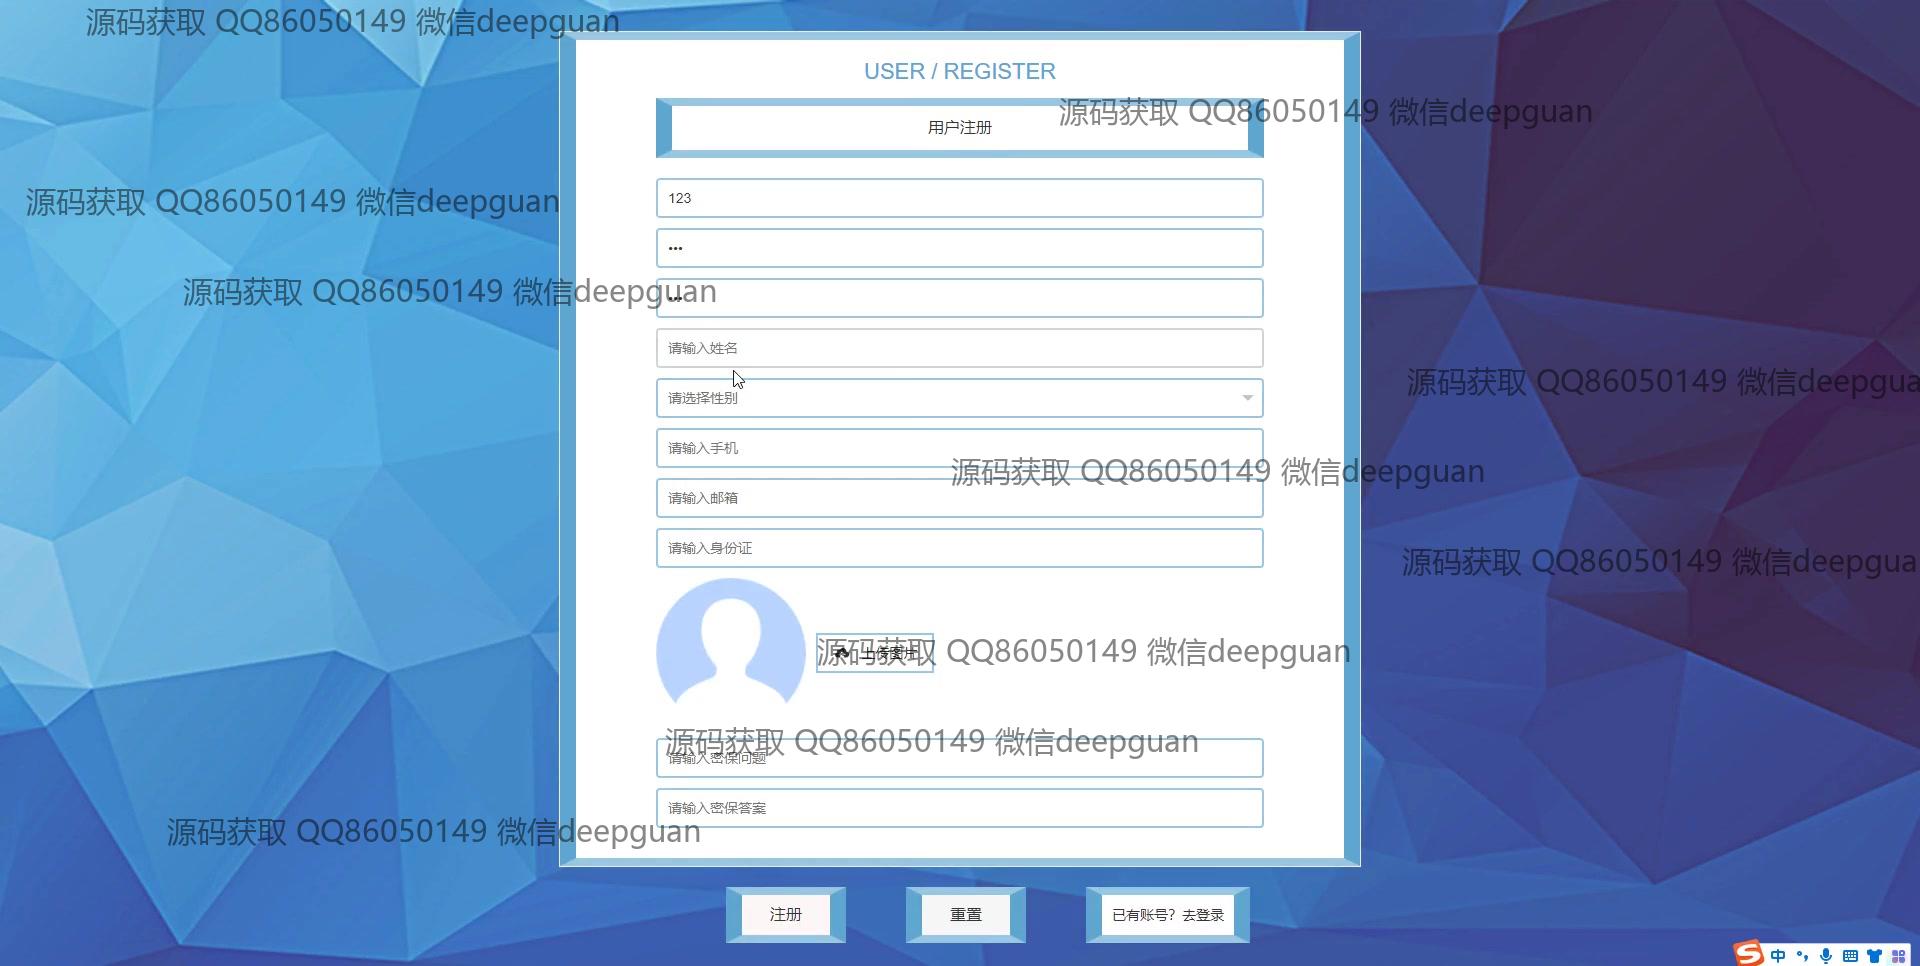 源码获取 QQ86050149 微信deepguan
USER / REGISTER
源码获取 QQ86050149 微信deepguan
用户注册
源码获取 QQ86050149 微信deepguan
123
•••
源码获取 QQ86050149 微信deepguan
•••
请输入姓名
源码获取 QQ86050149 微信deepgua
请选择性别
请输入手机
源码获取 QQ86050149 微信deepguan
请输入邮箱
请输入身份证
源码获取 QQ86050149 微信deepgua
源码获取 QQ86050149 微信deepguan
上传图片
源码获取 QQ86050149 微信deepguan
请输入密保问题
请输入密保答案
源码获取 QQ86050149 微信deepguan
注册
重置
已有账号？去登录
S 中